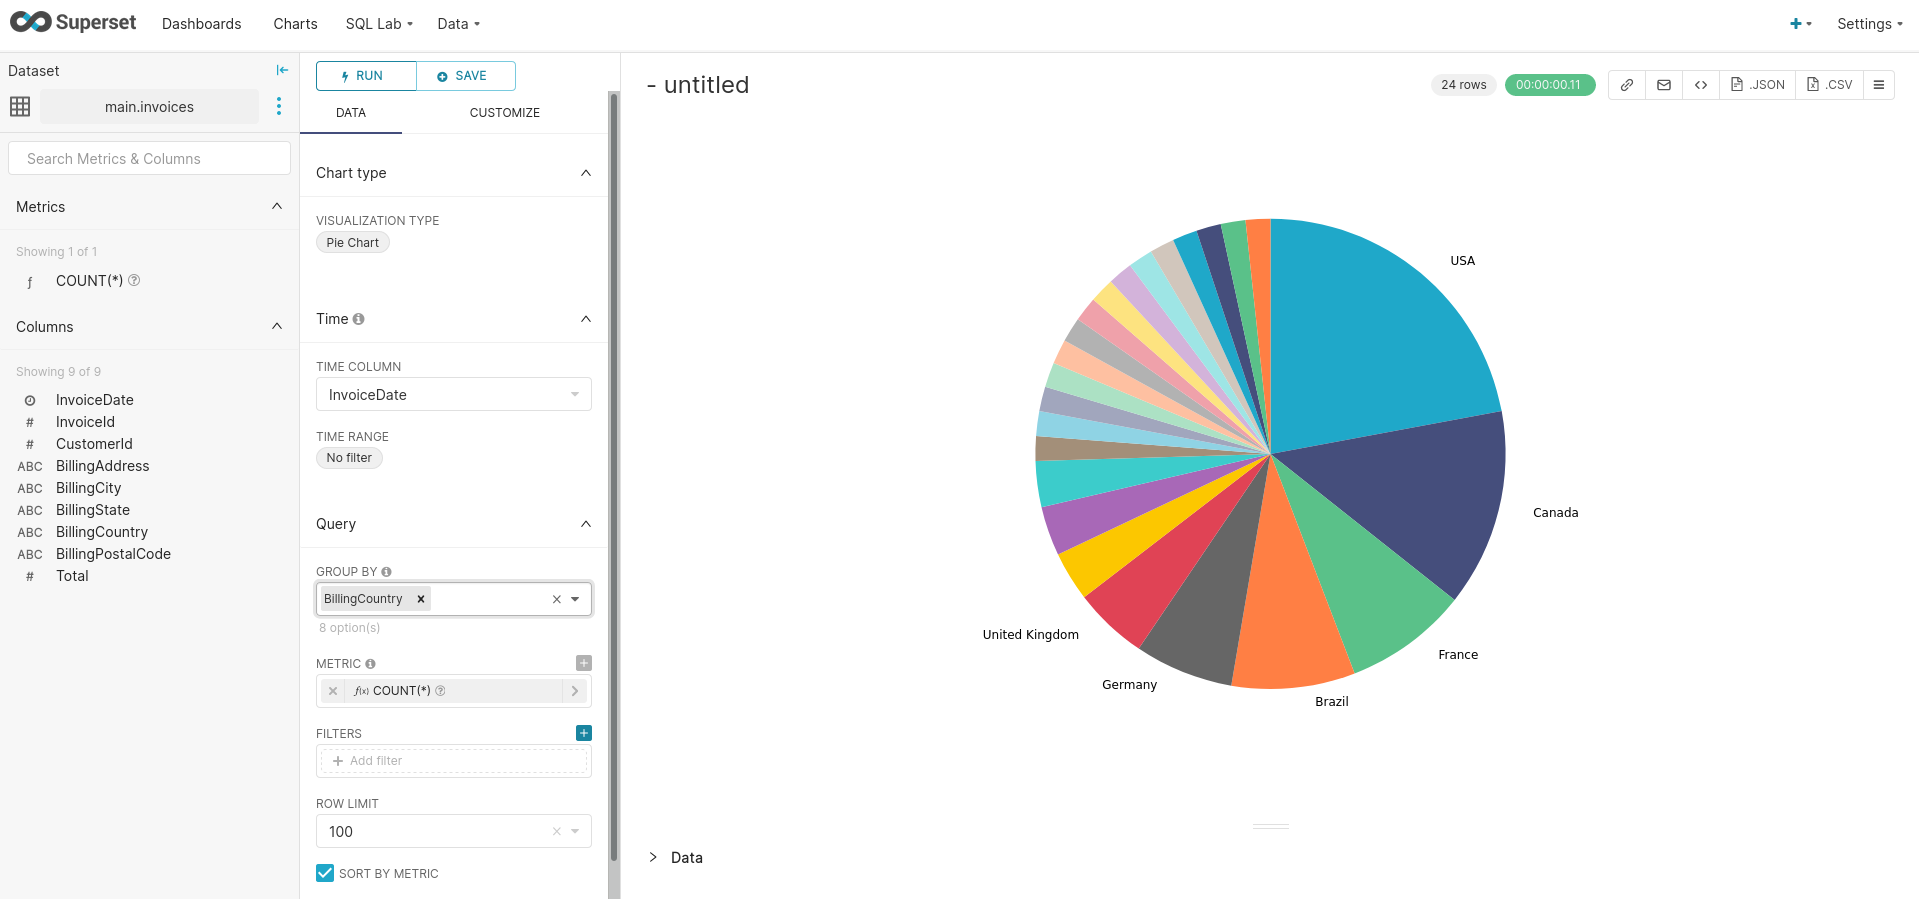 Superset
Dashboards
Charts
SQL Lab
Data
Settings
Dataset
main.invoices
Search Metrics & Columns
Metrics
Showing 1 of 1
ƒ COUNT(*) ?
Columns
Showing 9 of 9
InvoiceDate
# InvoiceId
# CustomerId
ABC BillingAddress
ABC BillingCity
ABC BillingState
ABC BillingCountry
ABC BillingPostalCode
# Total
RUN
SAVE
DATA
CUSTOMIZE
Chart type
VISUALIZATION TYPE
Pie Chart
Time
TIME COLUMN
InvoiceDate
TIME RANGE
No filter
Query
GROUP BY
BillingCountry
8 option(s)
METRIC
ƒ(x) COUNT(*) ?
FILTERS
Add filter
ROW LIMIT
100
SORT BY METRIC
- untitled
24 rows
00:00:00.11
.JSON
.CSV
USA
Canada
France
Brazil
Germany
United Kingdom
Data